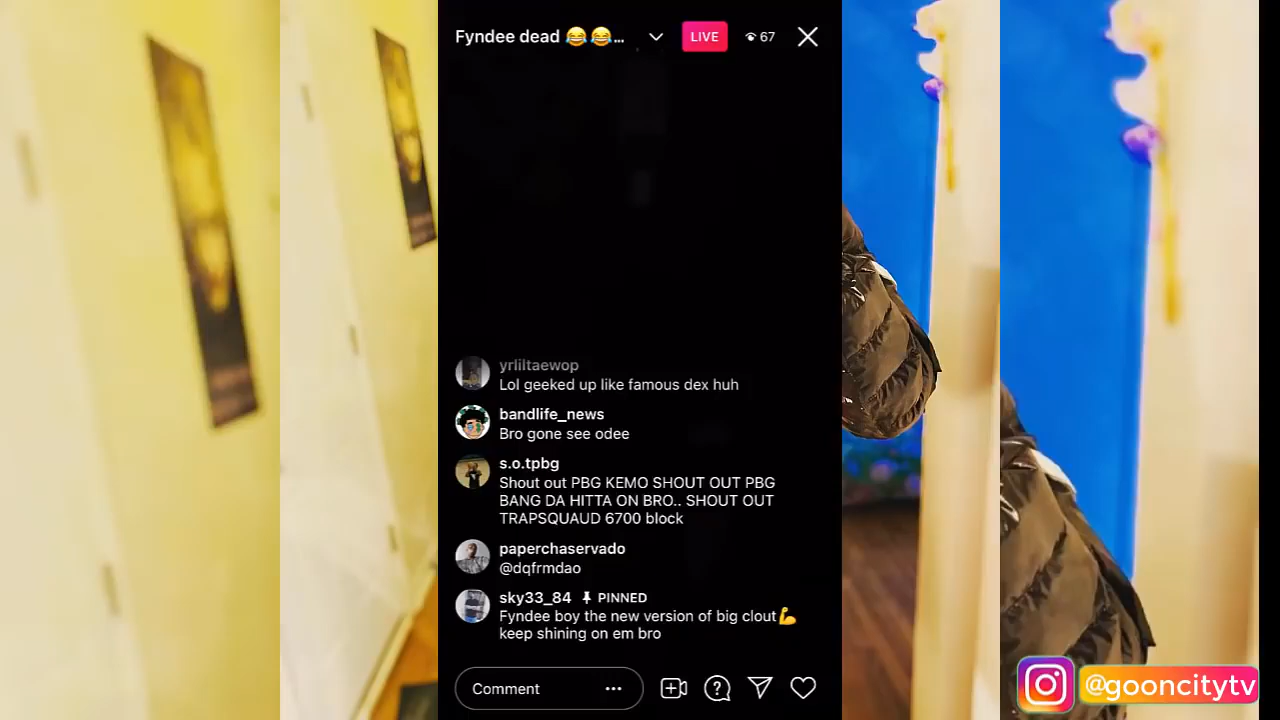 Fyndee dead 😂😂...
LIVE
67
yrliltaewop
Lol geeked up like famous dex huh
bandlife_news
Bro gone see odee
s.o.tpbg
Shout out PBG KEMO SHOUT OUT PBG
BANG DA HITTA ON BRO.. SHOUT OUT
TRAPSQUAUD 6700 block
paperchaservado
@dqfrmdao
sky33_84 PINNED
Fyndee boy the new version of big clout💪
keep shining on em bro
Comment ...
@gooncitytv